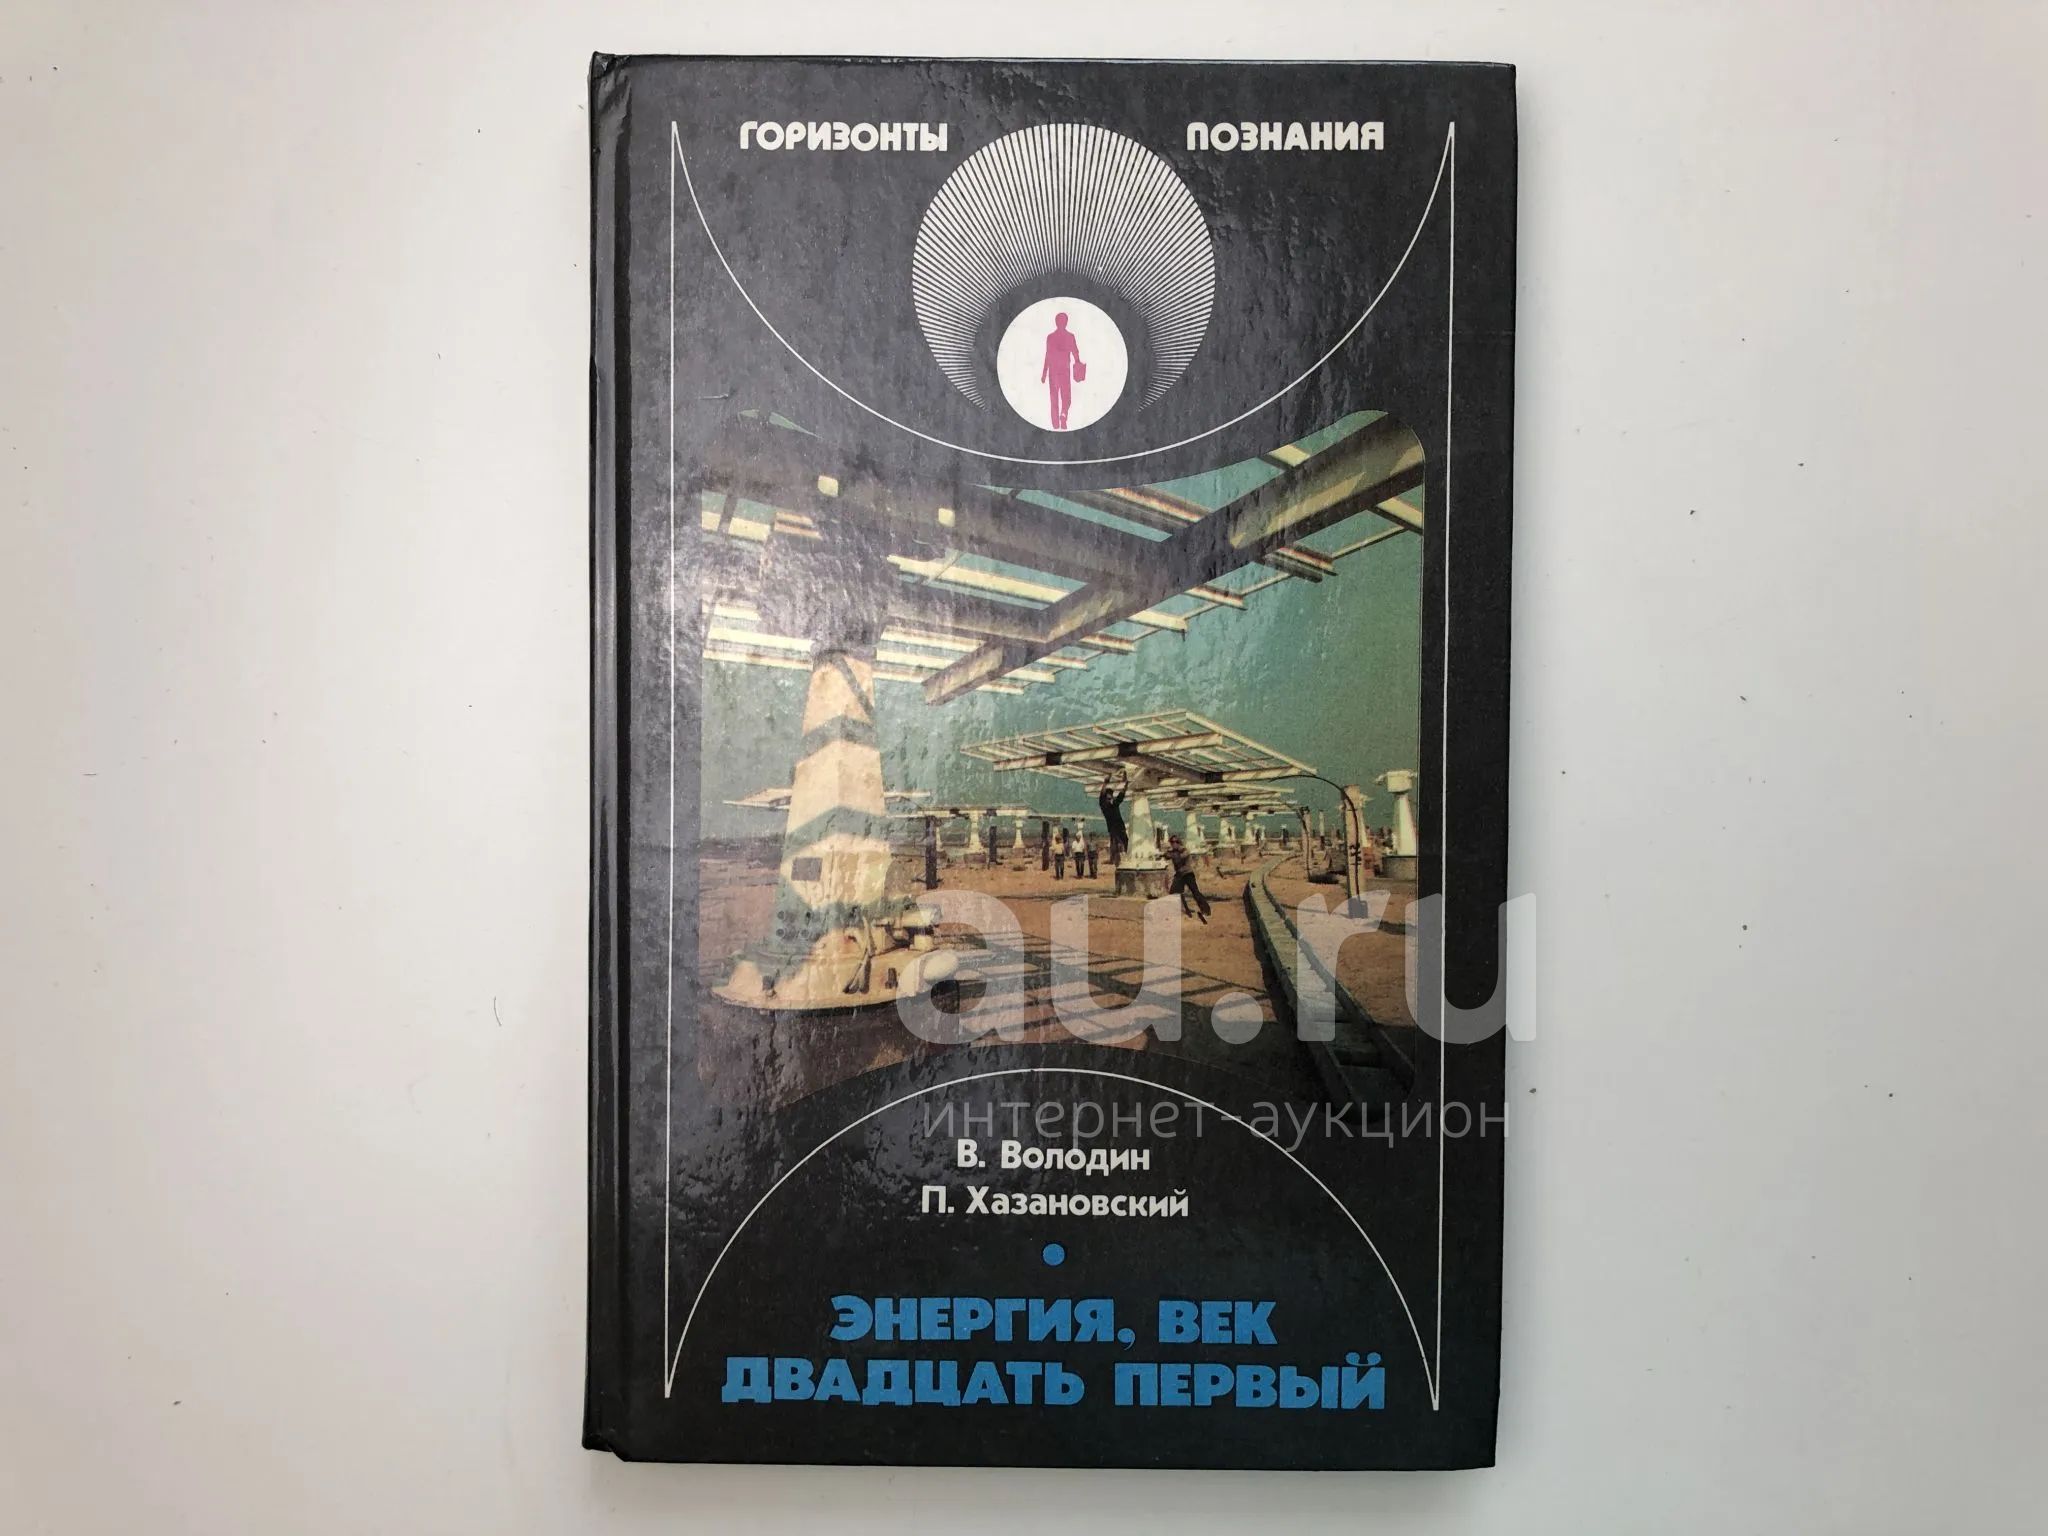 ГОРИЗОНТЫ ПОЗНАНИЯ
au.ru
интернет-аукцион
В. Володин
П. Хазановский
ЭНЕРГИЯ, ВЕК
ДВАДЦАТЬ ПЕРВЫЙ